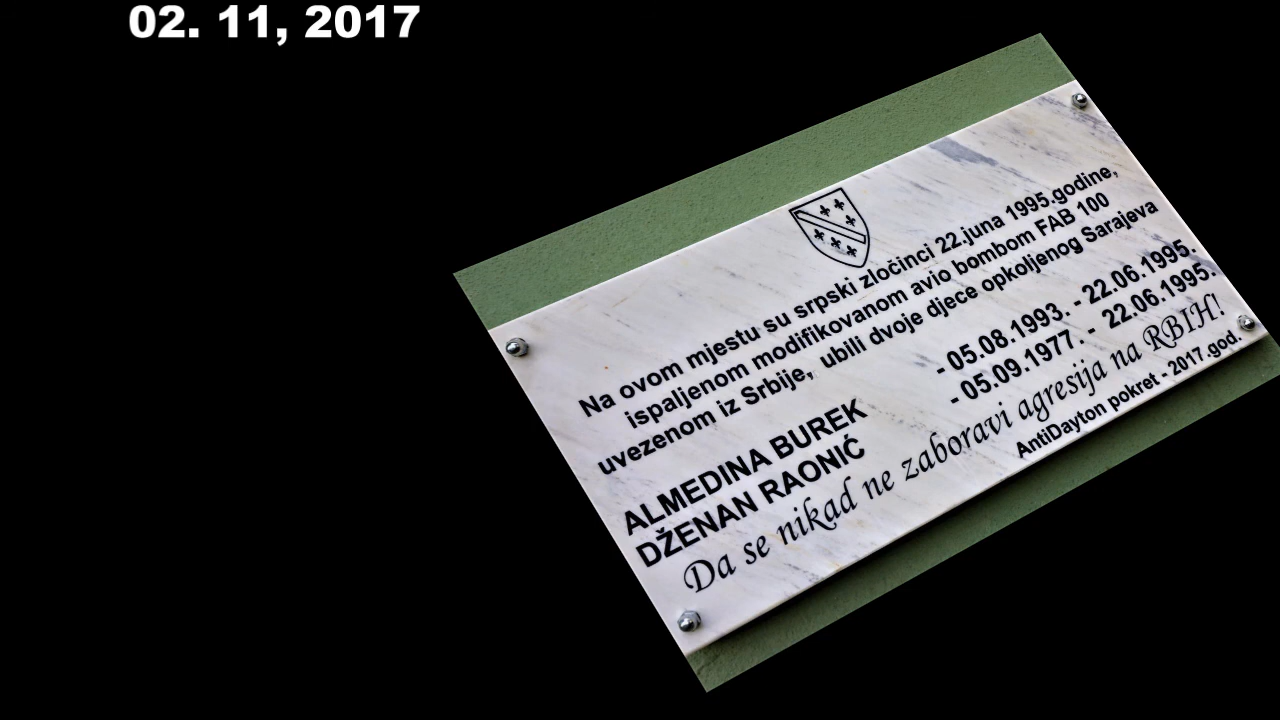 02. 11, 2017
Na ovom mjestu su srpski zločinci 22.juna 1995.godine,
ispaljenom modifikovanom avio bombom FAB 100
uvezenom iz Srbije, ubili dvoje djece opkoljenog Sarajeva
ALMEDINA BUREK - 05.08.1993. - 22.06.1995.
DŽENAN RAONIĆ - 05.09.1977. - 22.06.1995.
Da se nikad ne zaboravi agresija na RBIH!
AntiDayton pokret - 2017.god.